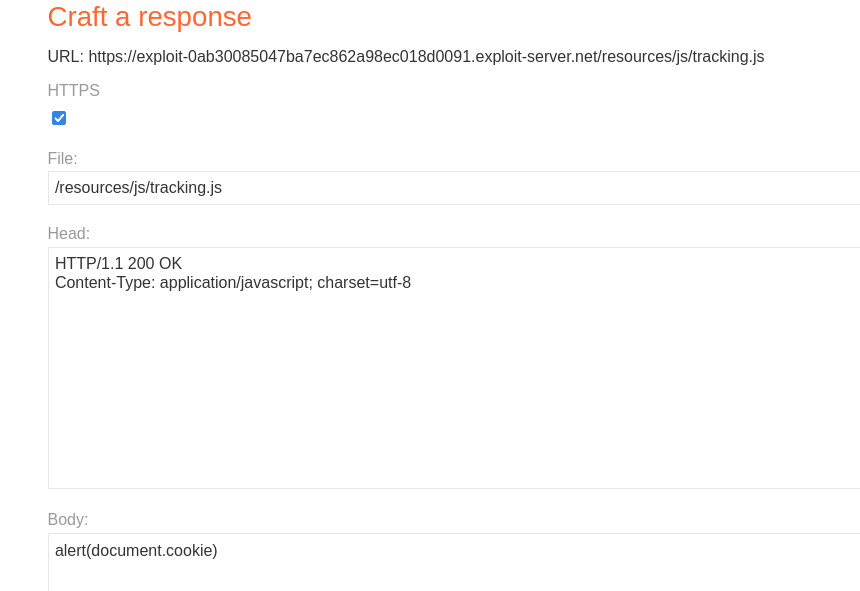 Craft a response
URL: https://exploit-0ab30085047ba7ec862a98ec018d0091.exploit-server.net/resources/js/tracking.js
HTTPS
File:
/resources/js/tracking.js
Head:
HTTP/1.1 200 OK
Content-Type: application/javascript; charset=utf-8
Body:
alert(document.cookie)